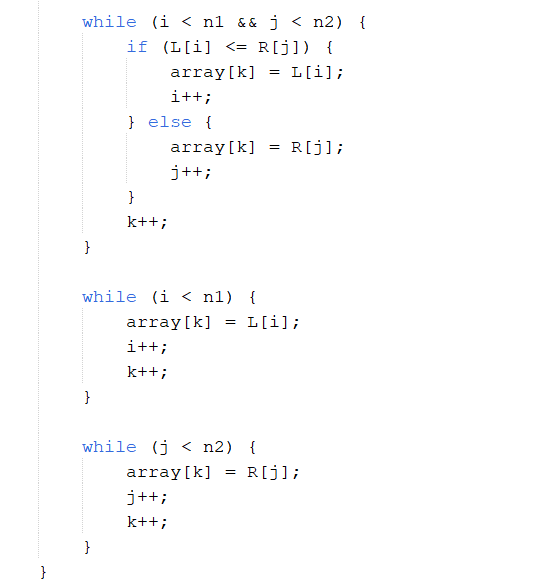 while (i < n1 && j < n2) {
if (L[i] <= R[j]) {
array[k] = L[i];
i++;
} else {
array[k] = R[j];
j++;
}
k++;
}
while (i < n1) {
array[k] = L[i];
i++;
k++;
}
while (j < n2) {
array[k] = R[j];
j++;
k++;
}
}